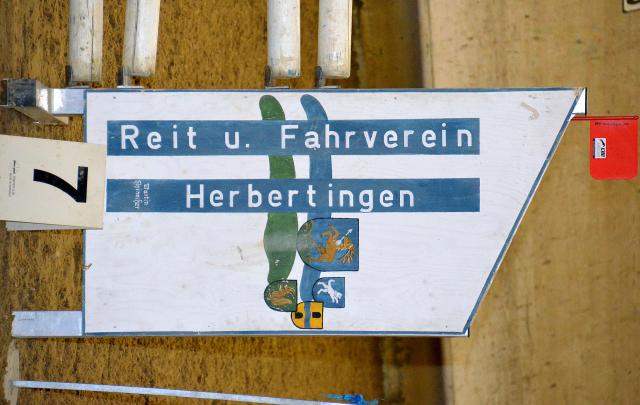 Reit u. Fahrverein
Herbertingen
7